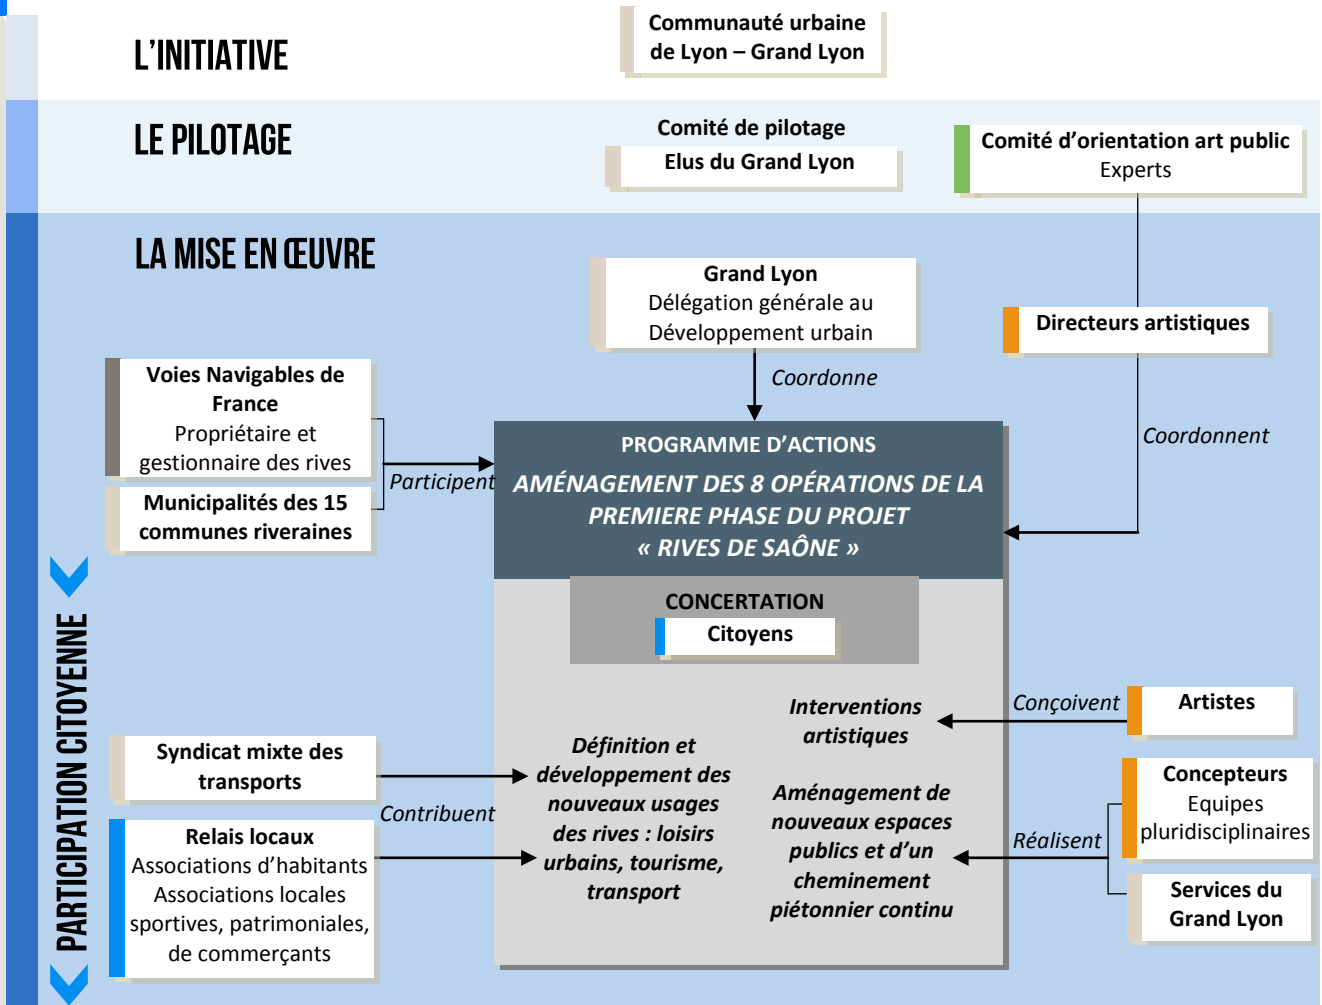 L'INITIATIVE
Communauté urbaine
de Lyon – Grand Lyon
LE PILOTAGE
Comité de pilotage
Elus du Grand Lyon
Comité d'orientation art public
Experts
LA MISE EN ŒUVRE
Grand Lyon
Délégation générale au
Développement urbain
Directeurs artistiques
Coordonne
Coordonnent
Voies Navigables de
France
Propriétaire et
gestionnaire des rives
Municipalités des 15
communes riveraines
Participent
PROGRAMME D'ACTIONS
AMÉNAGEMENT DES 8 OPÉRATIONS DE LA
PREMIERE PHASE DU PROJET
« RIVES DE SAÔNE »
CONCERTATION
Citoyens
PARTICIPATION CITOYENNE
Syndicat mixte des
transports
Relais locaux
Associations d'habitants
Associations locales
sportives, patrimoniales,
de commerçants
Contribuent
Définition et
développement des
nouveaux usages
des rives : loisirs
urbains, tourisme,
transport
Interventions
artistiques
Aménagement de
nouveaux espaces
publics et d'un
cheminement
piétonnier continu
Conçoivent
Artistes
Réalisent
Concepteurs
Equipes
pluridisciplinaires
Services du
Grand Lyon